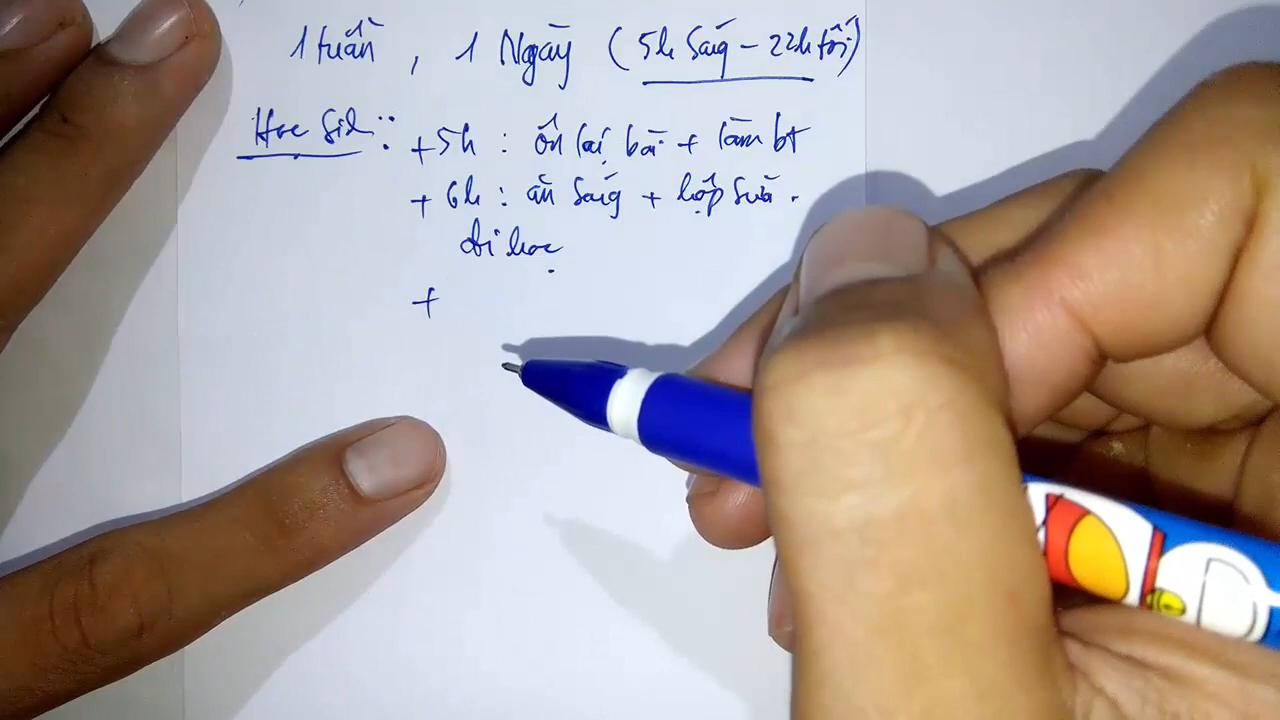 1 tuần , 1 Ngày ( 5h Sáng - 22h tối )
Học Sinh : + 5h : ôn lại bài + làm bt
+ 6h : ăn sáng + hộp sữa .
đi học
+